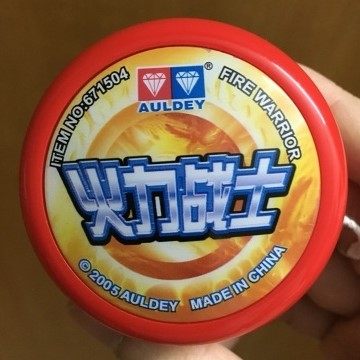 ITEM NO:671504
AULDEY®
FIRE WARRIOR
火力战士
© 2005 AULDEY MADE IN CHINA